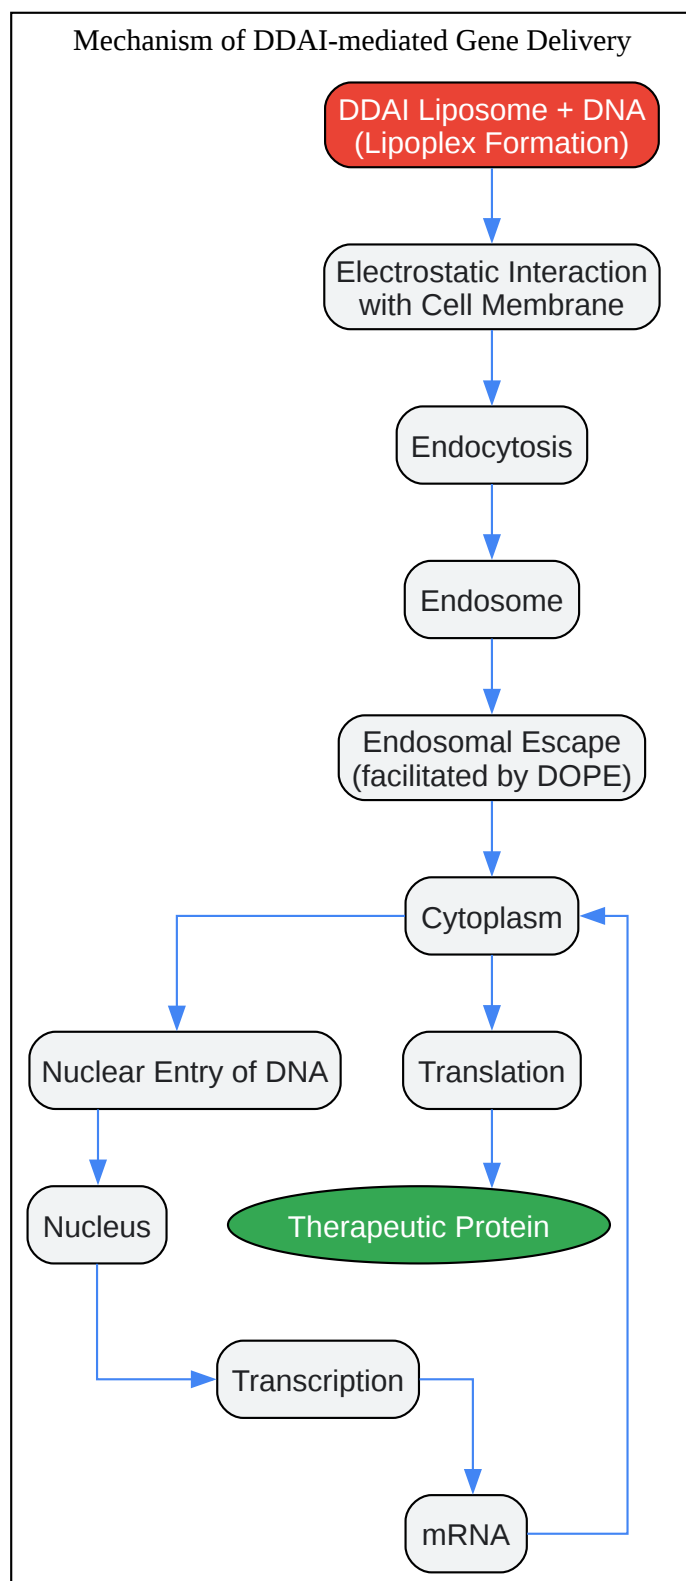 Mechanism of DDAI-mediated Gene Delivery
DDAI Liposome + DNA
(Lipoplex Formation)
Electrostatic Interaction
with Cell Membrane
Endocytosis
Endosome
Endosomal Escape
(facilitated by DOPE)
Cytoplasm
Nuclear Entry of DNA
Translation
Nucleus
Therapeutic Protein
Transcription
mRNA